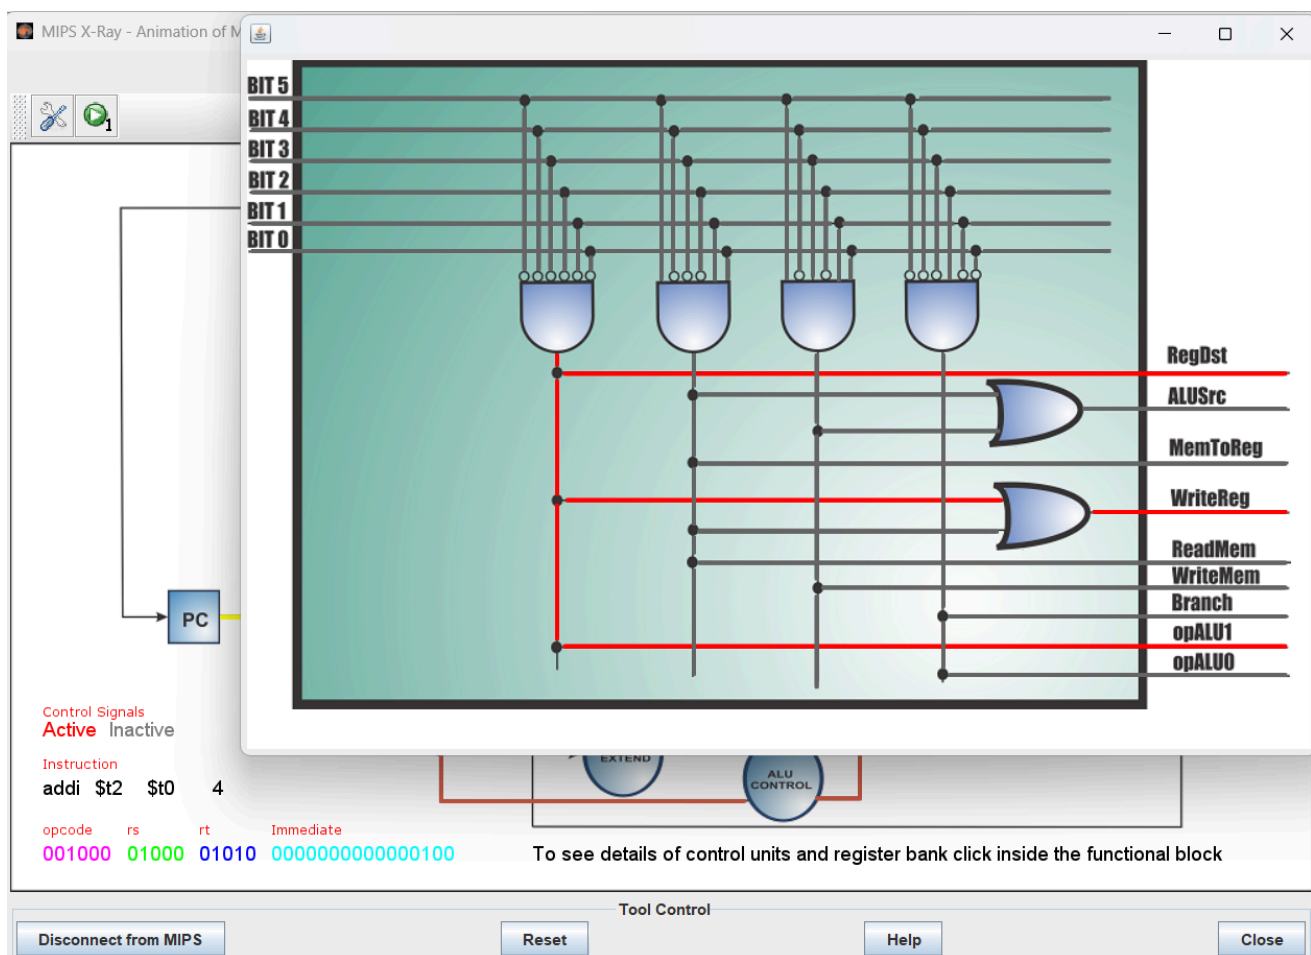 MIPS X-Ray - Animation of M
1
BIT 5
BIT 4
BIT 3
BIT 2
BIT 1
BIT 0
RegDst
ALUSrc
MemToReg
WriteReg
ReadMem
WriteMem
Branch
opALU1
opALU0
PC
Control Signals
Active Inactive
Instruction
addi $t2 $t0 4
EXTEND
ALU
CONTROL
opcode rs rt Immediate
001000 01000 01010 0000000000000100
To see details of control units and register bank click inside the functional block
Tool Control
Disconnect from MIPS Reset Help Close